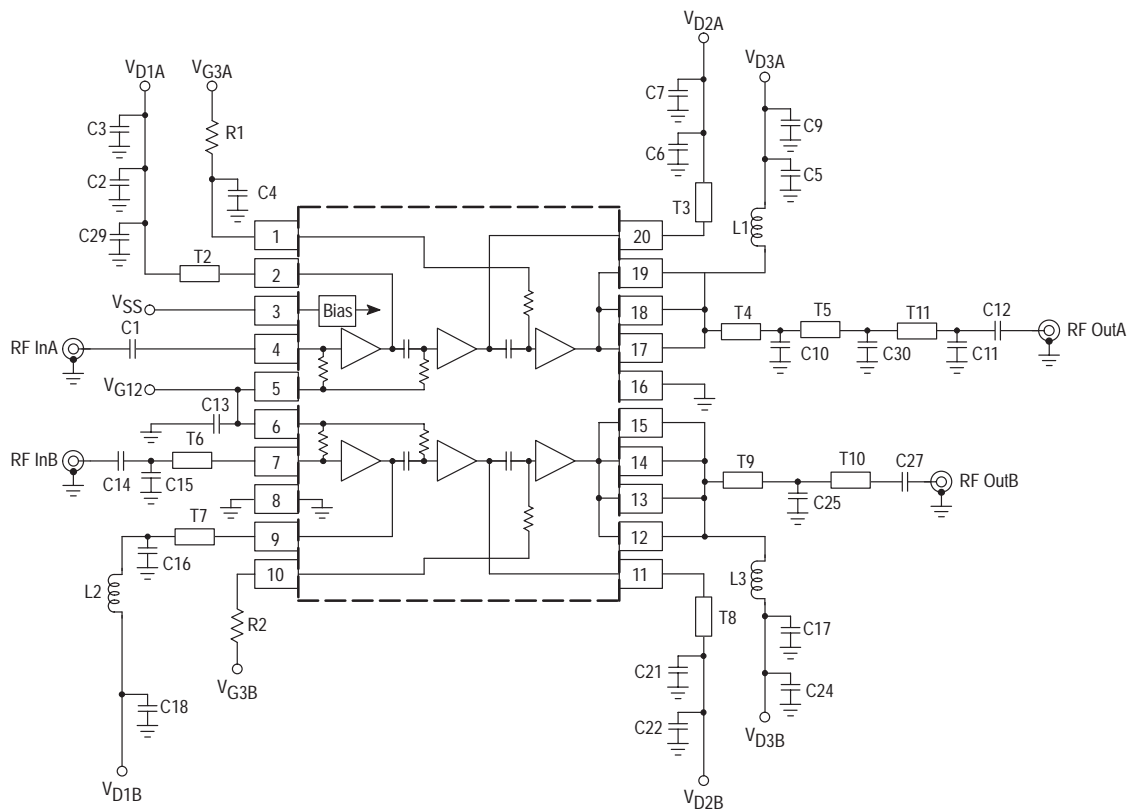 VD2A
VD1A
VG3A
VD3A
C7
C3
R1
C9
C6
C2
C4
C5
T3
C29
1
20
L1
T2
2
19
VSS
3
Bias
18
T4
T5
T11
C12
RF InA
C1
4
17
RF OutA
C10
C30
C11
VG12
5
16
C13
6
15
RF InB
T6
7
14
T9
T10
C27
RF OutB
C14
C15
8
13
C25
T7
9
12
C16
10
11
L2
L3
R2
T8
C17
C21
VG3B
C24
C18
C22
VD3B
VD1B
VD2B